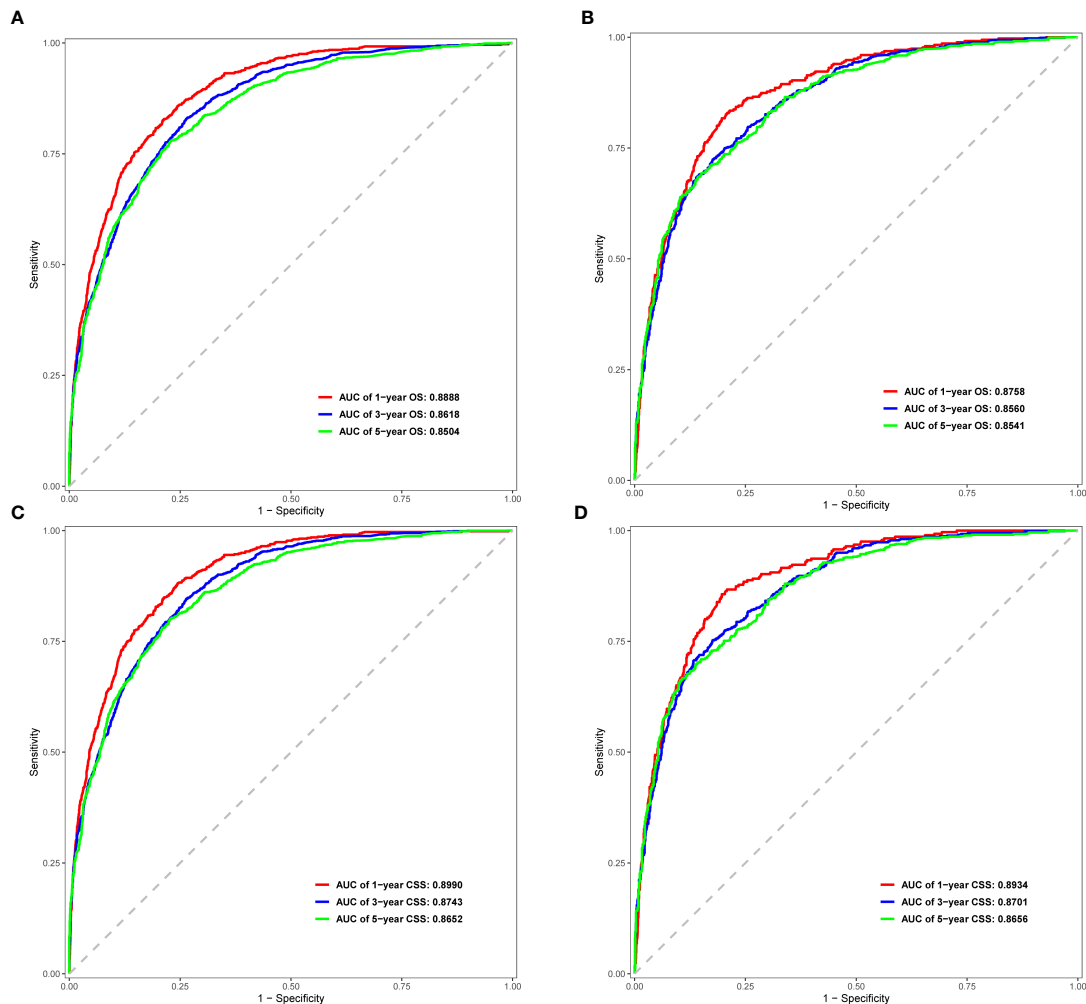 A
1.00
0.75
0.50
0.25
0.00
Sensitivity
0.00
0.25
0.50
0.75
1.00
1 − Specificity
AUC of 1−year OS: 0.8888
AUC of 3−year OS: 0.8618
AUC of 5−year OS: 0.8504
B
1.00
0.75
0.50
0.25
0.00
Sensitivity
0.00
0.25
0.50
0.75
1.00
1 − Specificity
AUC of 1−year OS: 0.8758
AUC of 3−year OS: 0.8560
AUC of 5−year OS: 0.8541
C
1.00
0.75
0.50
0.25
0.00
Sensitivity
0.00
0.25
0.50
0.75
1.00
1 − Specificity
AUC of 1−year CSS: 0.8990
AUC of 3−year CSS: 0.8743
AUC of 5−year CSS: 0.8652
D
1.00
0.75
0.50
0.25
0.00
Sensitivity
0.00
0.25
0.50
0.75
1.00
1 − Specificity
AUC of 1−year CSS: 0.8934
AUC of 3−year CSS: 0.8701
AUC of 5−year CSS: 0.8656